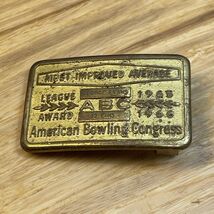 MOST IMPROVED AVERAGE
LEAGUE 1965
ABC
AWARD 1966
American Bowling Congress